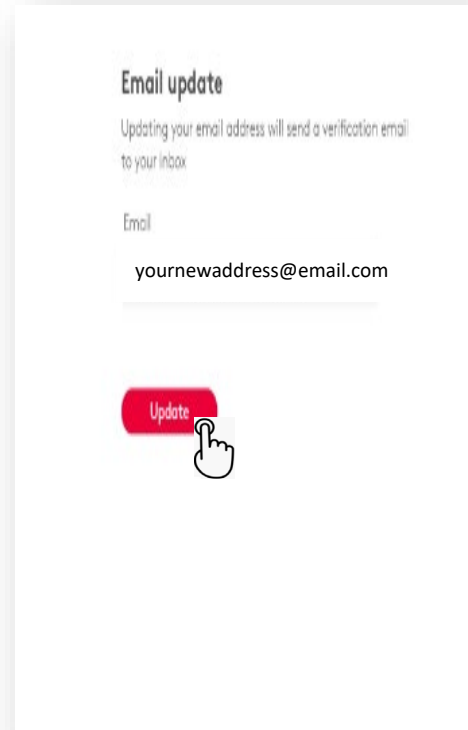 Email update
Updating your email address will send a verification email
to your inbox
Email
yournewaddress@email.com
Update